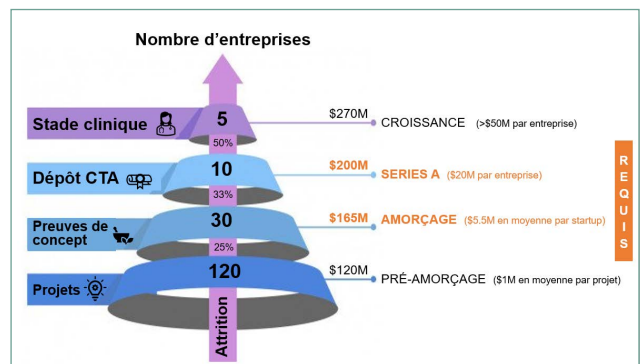 Nombre d'entreprises
Stade clinique
5
$270M
CROISSANCE (>$50M par entreprise)
50%
Dépôt CTA
10
$200M
SERIES A ($20M par entreprise)
33%
Preuves de
concept
30
$165M
AMORÇAGE ($5.5M en moyenne par startup)
25%
Projets
120
$120M
PRÉ-AMORÇAGE ($1M en moyenne par projet)
Attrition
REQUIS